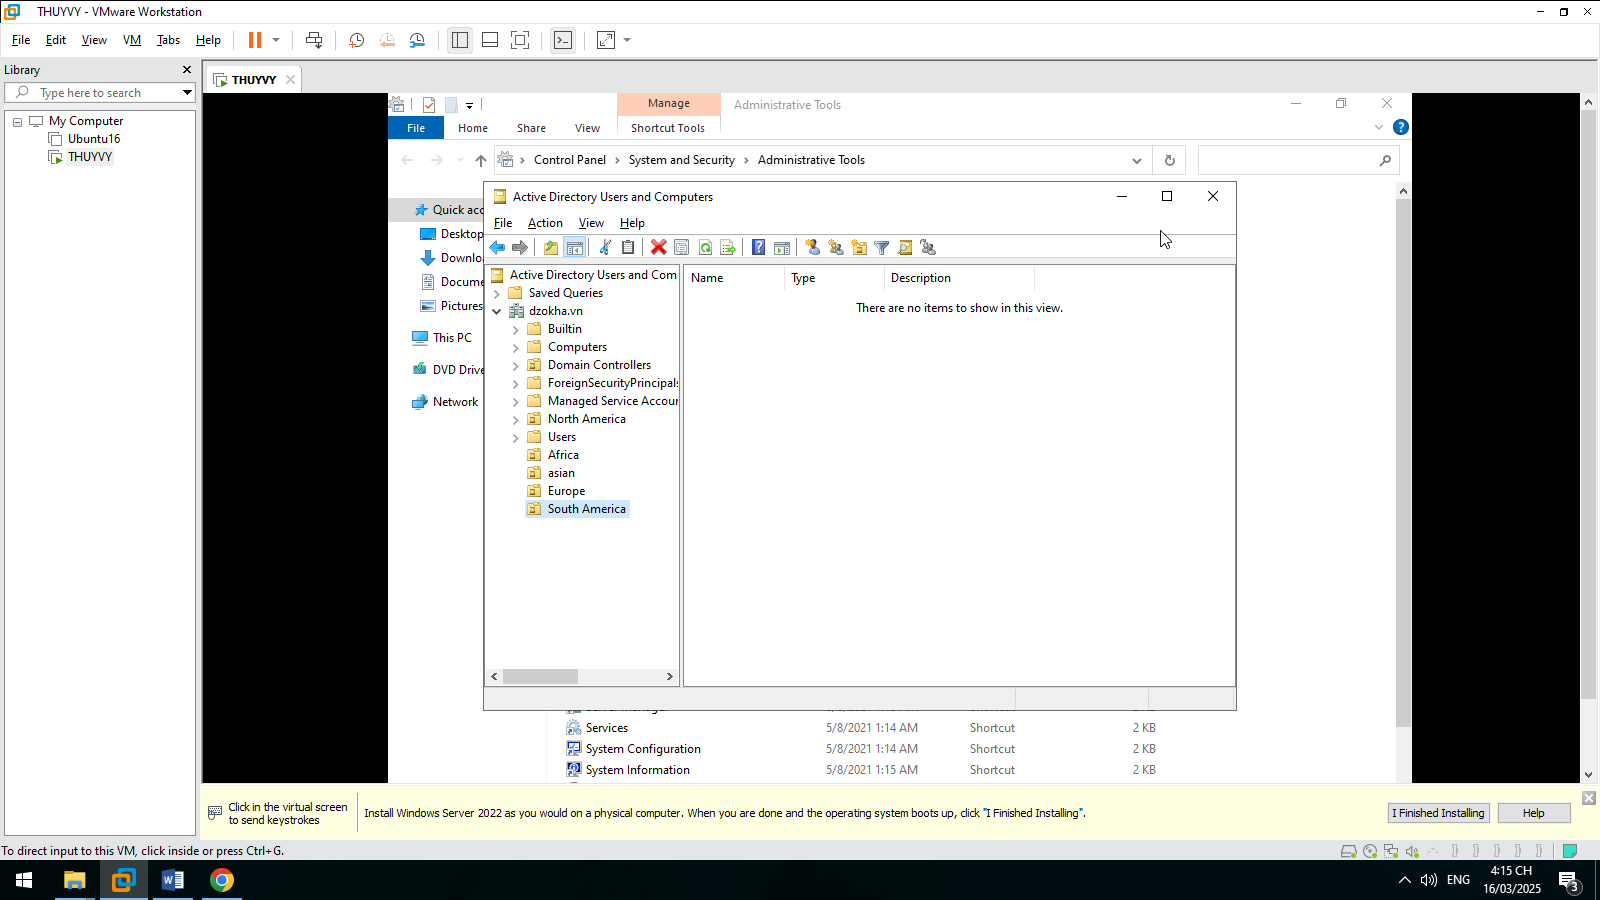 THUYVY - VMware Workstation
File Edit View VM Tabs Help
Library
Type here to search
My Computer
Ubuntu16
THUYVY
THUYVY
Manage
Administrative Tools
File Home Share View Shortcut Tools
Control Panel › System and Security › Administrative Tools
Quick acc
Desktop
Downlo
Docume
Pictures
This PC
DVD Drive
Network
Active Directory Users and Computers
File Action View Help
Active Directory Users and Com
Saved Queries
dzokha.vn
Builtin
Computers
Domain Controllers
ForeignSecurityPrincipals
Managed Service Accour
North America
Users
Africa
asian
Europe
South America
Name Type Description
There are no items to show in this view.
Services 5/8/2021 1:14 AM Shortcut 2 KB
System Configuration 5/8/2021 1:14 AM Shortcut 2 KB
System Information 5/8/2021 1:15 AM Shortcut 2 KB
Click in the virtual screen
to send keystrokes
Install Windows Server 2022 as you would on a physical computer. When you are done and the operating system boots up, click "I Finished Installing".
I Finished Installing
Help
To direct input to this VM, click inside or press Ctrl+G.
ENG
4:15 CH
16/03/2025
3